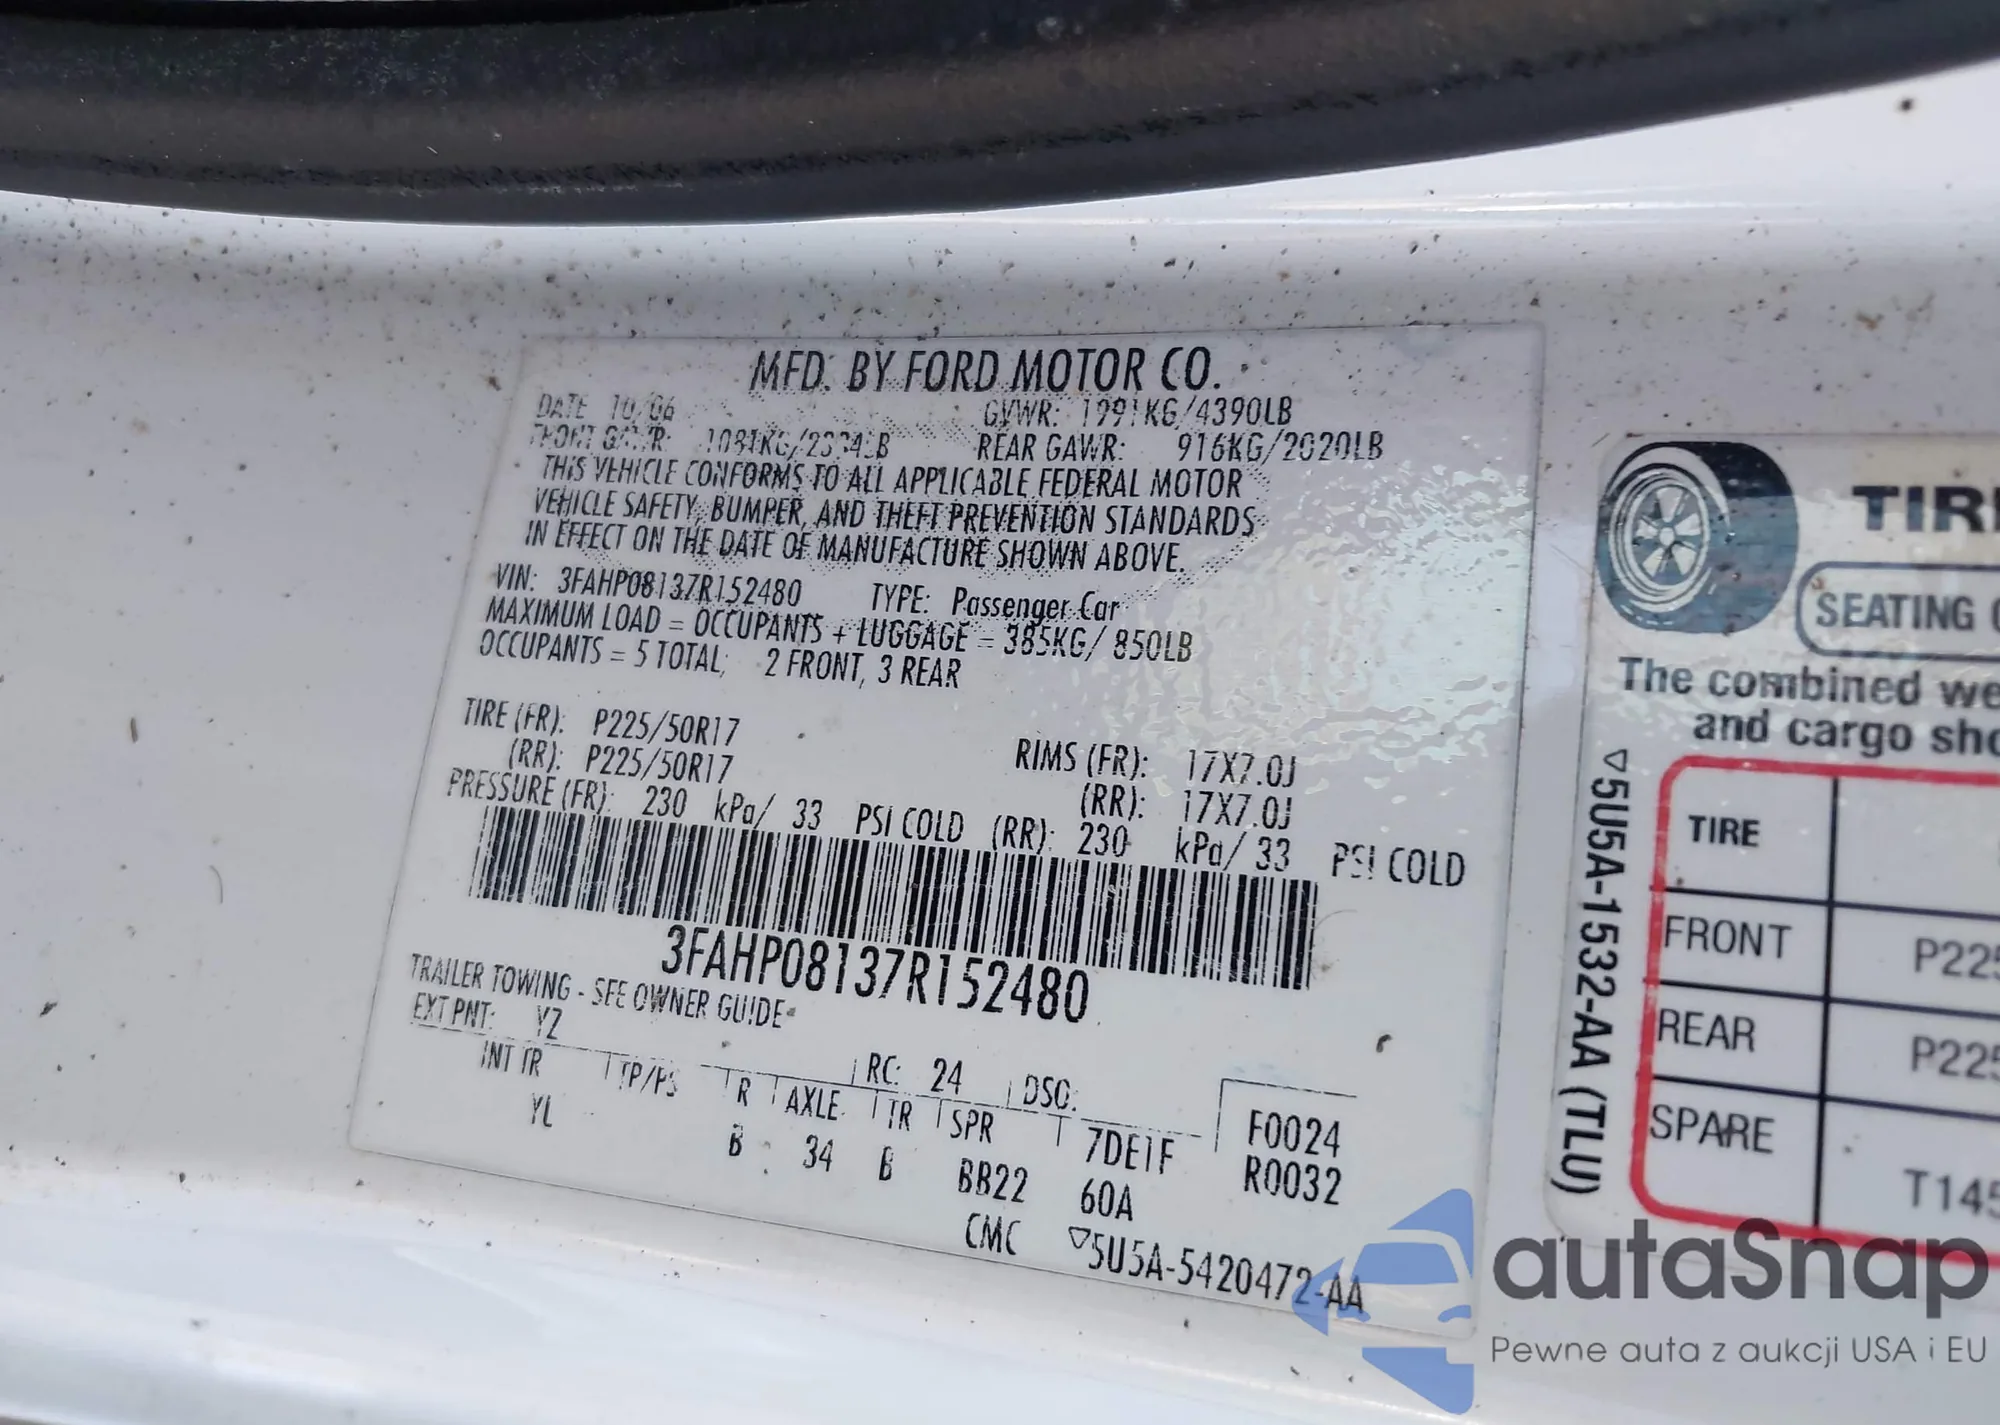 MFD. BY FORD MOTOR CO.
DATE 10/06 GVWR: 1991KG/4390LB
FRONT GAWR: 1081KG/2384LB REAR GAWR: 916KG/2020LB
THIS VEHICLE CONFORMS TO ALL APPLICABLE FEDERAL MOTOR
VEHICLE SAFETY, BUMPER, AND THEFT PREVENTION STANDARDS
IN EFFECT ON THE DATE OF MANUFACTURE SHOWN ABOVE.
VIN: 3FAHP08137R152480 TYPE: Passenger Car
MAXIMUM LOAD = OCCUPANTS + LUGGAGE = 385KG/ 850LB
OCCUPANTS = 5 TOTAL, 2 FRONT, 3 REAR
TIRE (FR): P225/50R17 RIMS (FR): 17X7.0J
(RR): P225/50R17 (RR): 17X7.0J
PRESSURE (FR): 230 kPa/ 33 PSI COLD (RR): 230 kPa/ 33 PSI COLD
3FAHP08137R152480
TRAILER TOWING - SEE OWNER GUIDE
EXT PNT: YZ RC: 24 DSO: F0024
INT TR TP/PS R AXLE TR SPR 7DE1F R0032
YL B 34 B BB22 60A
CMC ▽5U5A-5420472-AA
TIRE
SEATING
The combined
and cargo
TIRE
FRONT P225
REAR P225
SPARE T145
▽5U5A-1532-AA (TLU)
autaSnap
Pewne auta z aukcji USA i EU